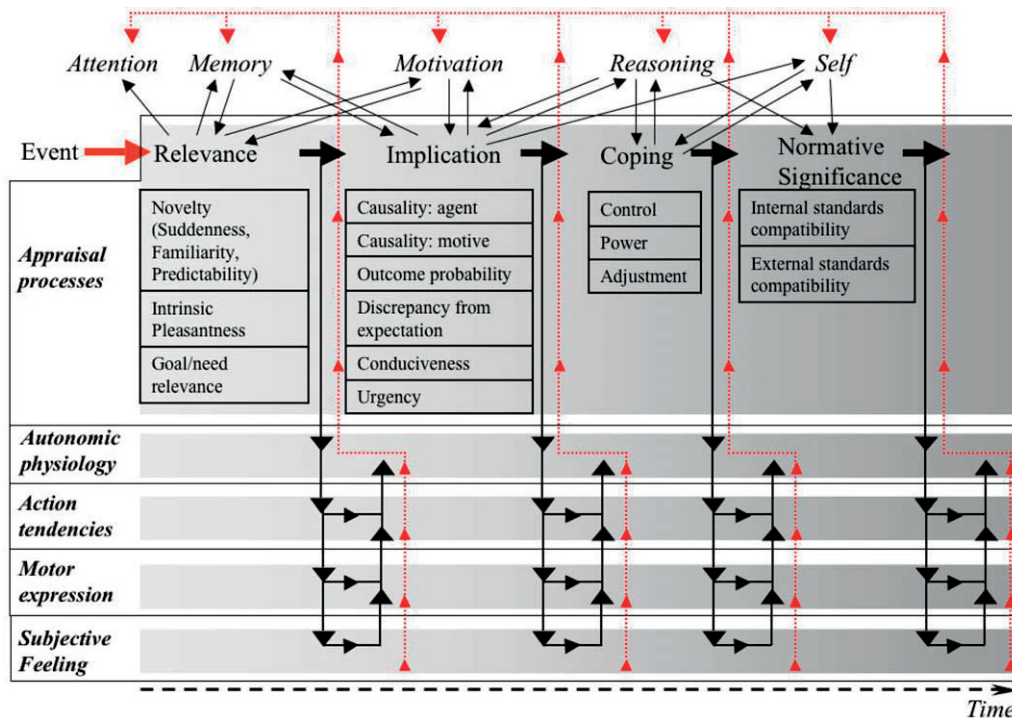 Attention
Memory
Motivation
Reasoning
Self
Event
Relevance
Implication
Coping
Normative
Significance
Appraisal
processes
Novelty
(Suddenness,
Familiarity,
Predictability)
Intrinsic
Pleasantness
Goal/need
relevance
Causality: agent
Causality: motive
Outcome probability
Discrepancy from
expectation
Conduciveness
Urgency
Control
Power
Adjustment
Internal standards
compatibility
External standards
compatibility
Autonomic
physiology
Action
tendencies
Motor
expression
Subjective
Feeling
Time